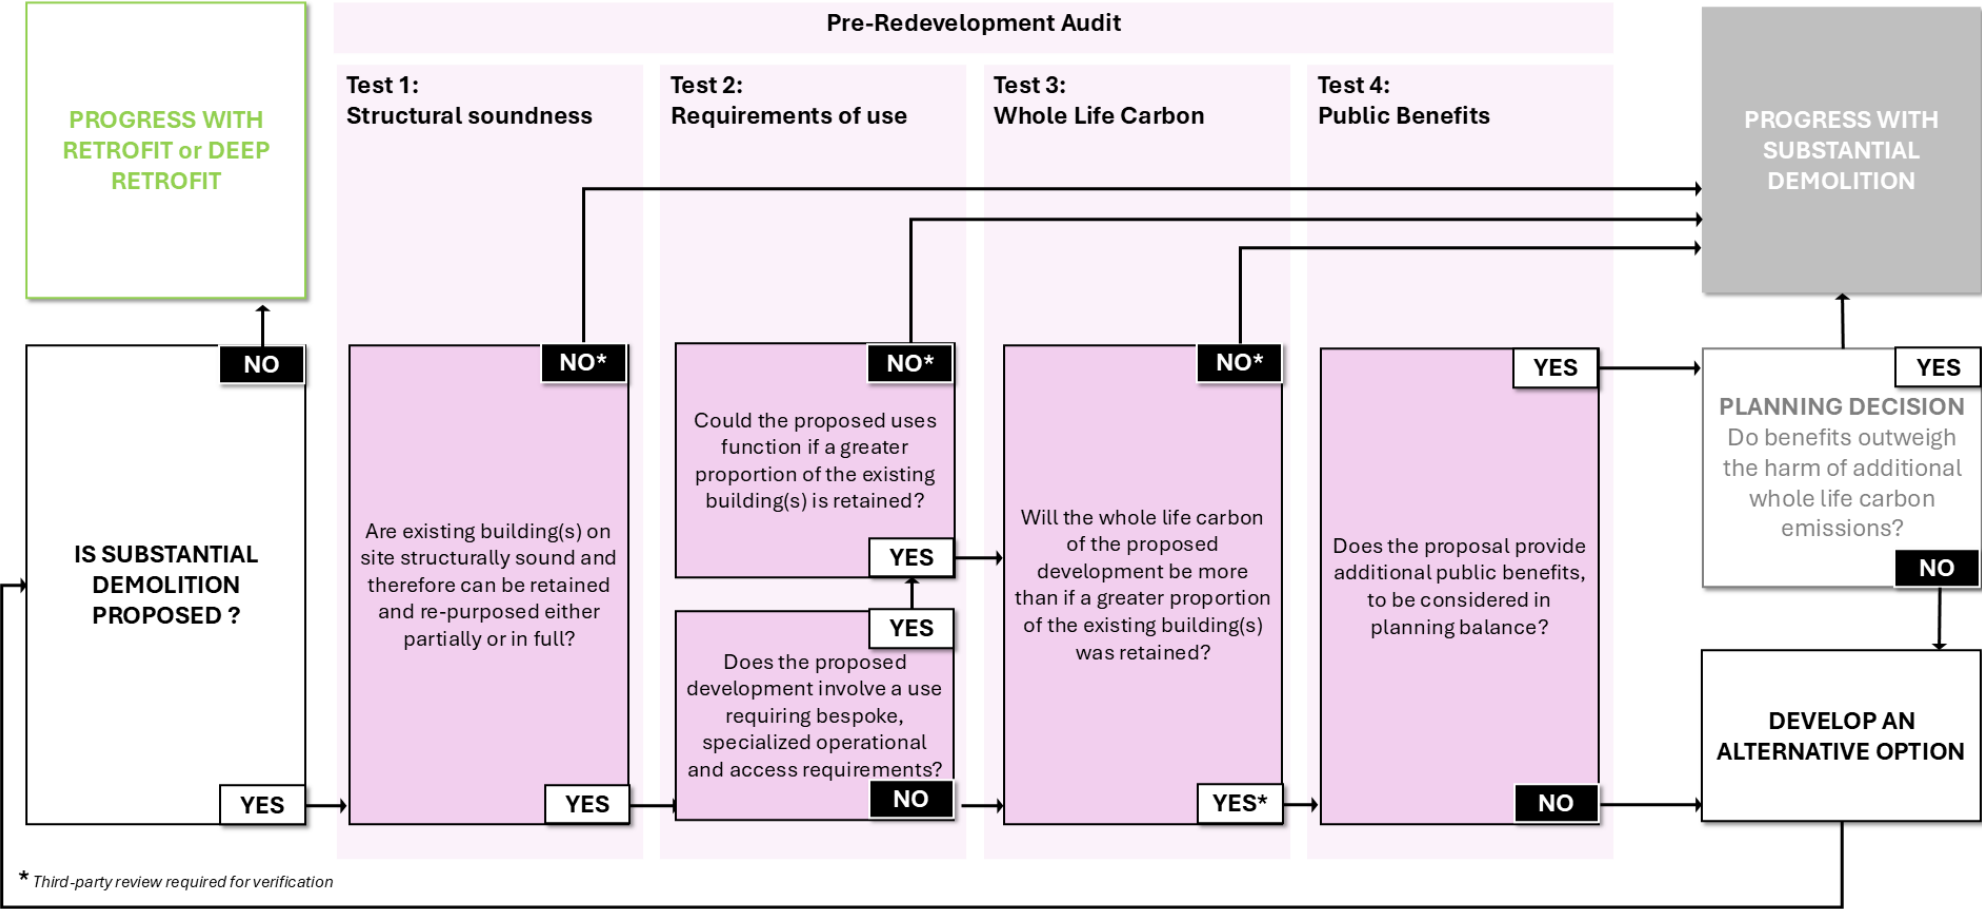 Pre-Redevelopment Audit
PROGRESS WITH
RETROFIT or DEEP
RETROFIT
Test 1:
Structural soundness
Test 2:
Requirements of use
Test 3:
Whole Life Carbon
Test 4:
Public Benefits
PROGRESS WITH
SUBSTANTIAL
DEMOLITION
NO
IS SUBSTANTIAL
DEMOLITION
PROPOSED ?
YES
NO*
Are existing building(s) on
site structurally sound and
therefore can be retained
and re-purposed either
partially or in full?
YES
NO*
Could the proposed uses
function if a greater
proportion of the existing
building(s) is retained?
YES
YES
Does the proposed
development involve a use
requiring bespoke,
specialized operational
and access requirements?
NO
NO*
Will the whole life carbon
of the proposed
development be more
than if a greater proportion
of the existing building(s)
was retained?
YES*
YES
Does the proposal provide
additional public benefits,
to be considered in
planning balance?
NO
YES
PLANNING DECISION
Do benefits outweigh
the harm of additional
whole life carbon
emissions?
NO
DEVELOP AN
ALTERNATIVE OPTION
* Third-party review required for verification